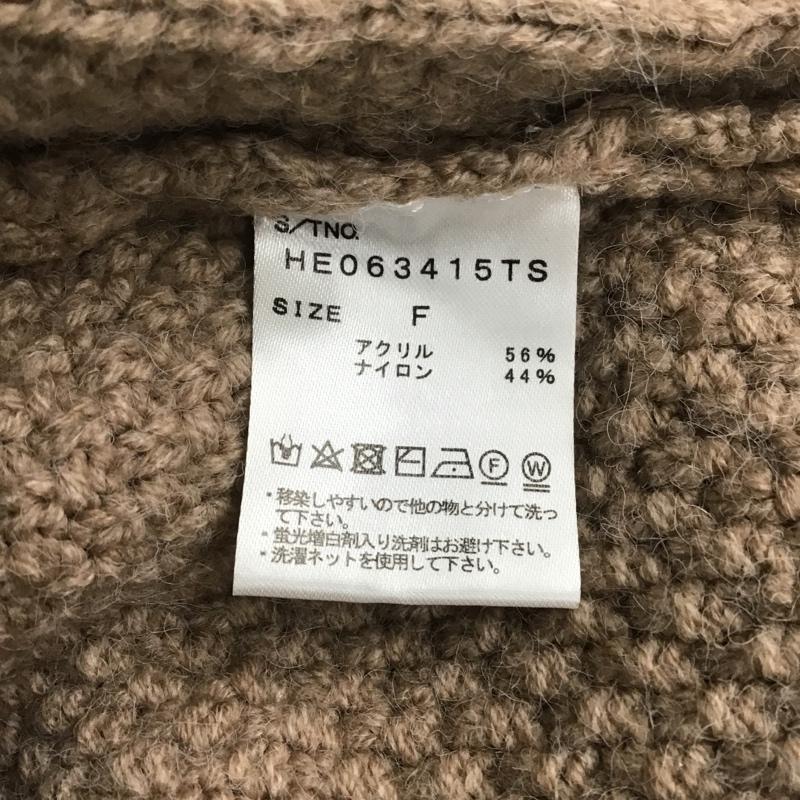 S/TNO.
HE063415TS
SIZE F
アクリル 56%
ナイロン 44%
F W
・移染しやすいので他の物と分けて洗っ
て下さい。
・蛍光増白剤入り洗剤はお避け下さい。
・洗濯ネットを使用して下さい。